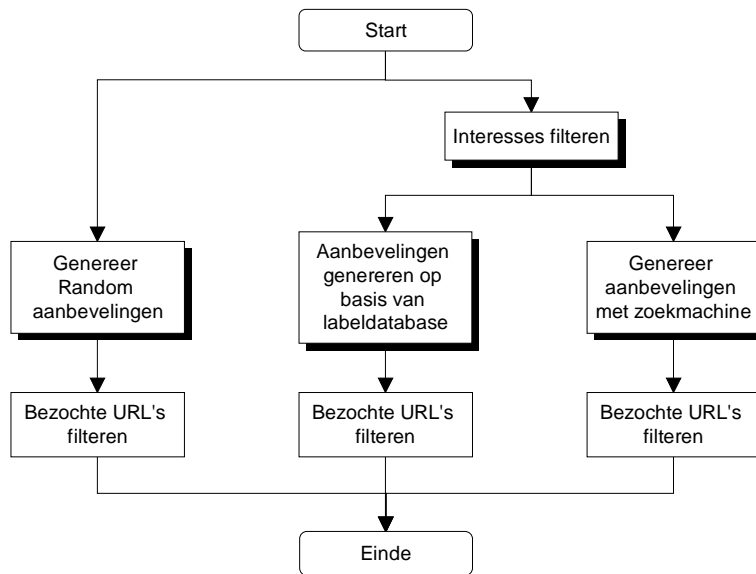 Start
Interesses filteren
Genereer
Random
aanbevelingen
Aanbevelingen
genereren op
basis van
labeldatabase
Genereer
aanbevelingen
met zoekmachine
Bezochte URL's
filteren
Bezochte URL's
filteren
Bezochte URL's
filteren
Einde